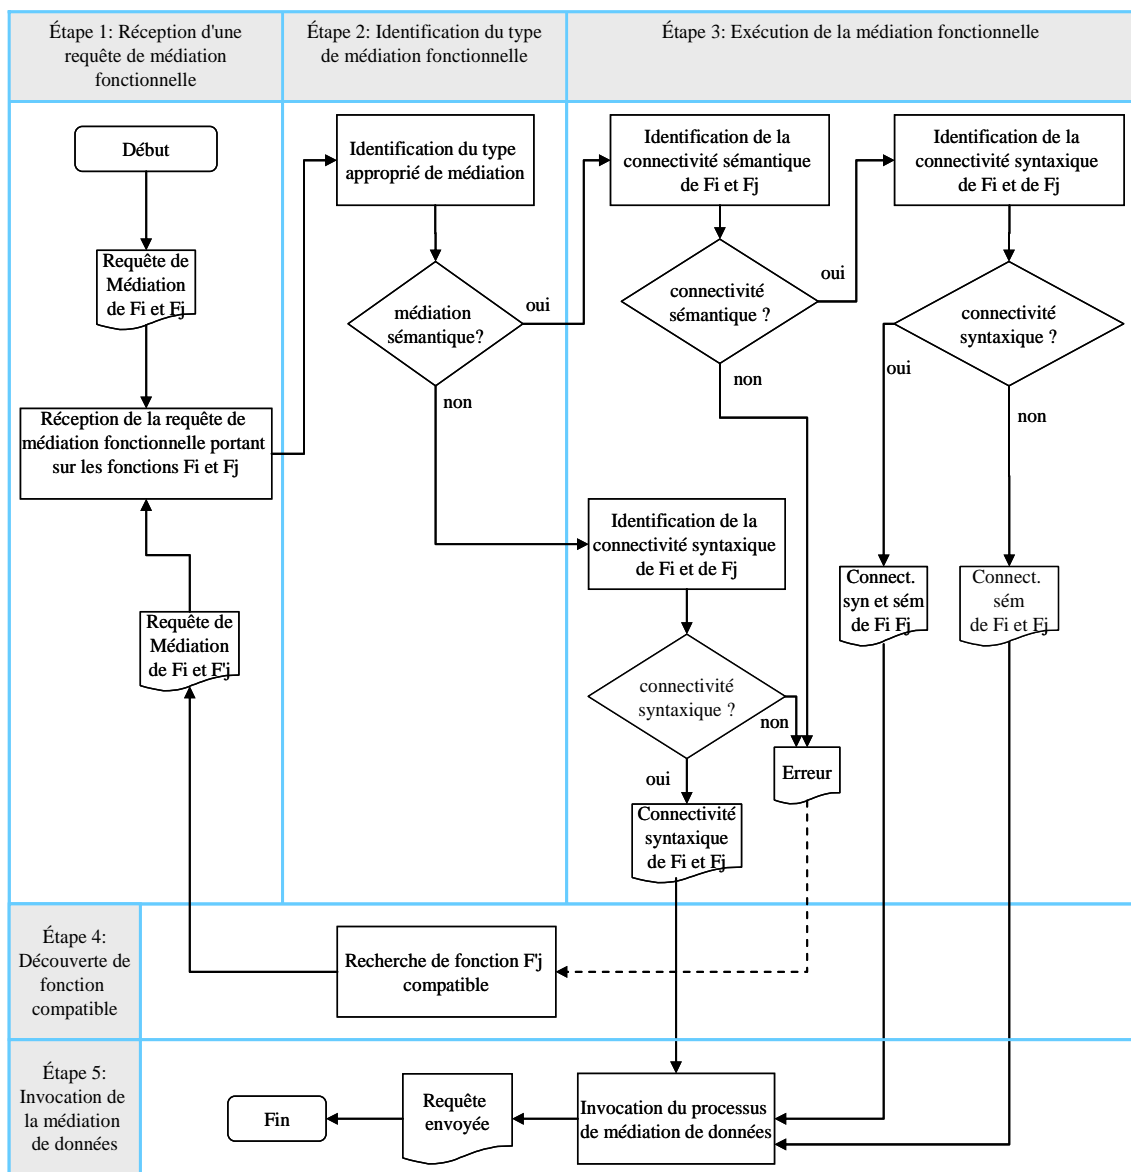 Étape 1: Réception d'une
requête de médiation
fonctionnelle
Étape 2: Identification du type
de médiation fonctionnelle
Étape 3: Exécution de la médiation fonctionnelle
Début
Requête de
Médiation
de Fi et Fj
Réception de la requête de
médiation fonctionnelle portant
sur les fonctions Fi et Fj
Requête de
Médiation
de Fi et F'j
Identification du type
approprié de médiation
médiation
sémantique?
oui
non
Identification de la
connectivité sémantique
de Fi et Fj
connectivité
sémantique ?
oui
non
Identification de la
connectivité syntaxique
de Fi et de Fj
connectivité
syntaxique ?
oui
non
Identification de la
connectivité syntaxique
de Fi et de Fj
connectivité
syntaxique ?
non
oui
Erreur
Connectivité
syntaxique
de Fi et Fj
Connect.
syn et sém
de Fi Fj
Connect.
sém
de Fi et Fj
Étape 4:
Découverte de
fonction
compatible
Recherche de fonction F'j
compatible
Étape 5:
Invocation de
la médiation
de données
Fin
Requête
envoyée
Invocation du processus
de médiation de données